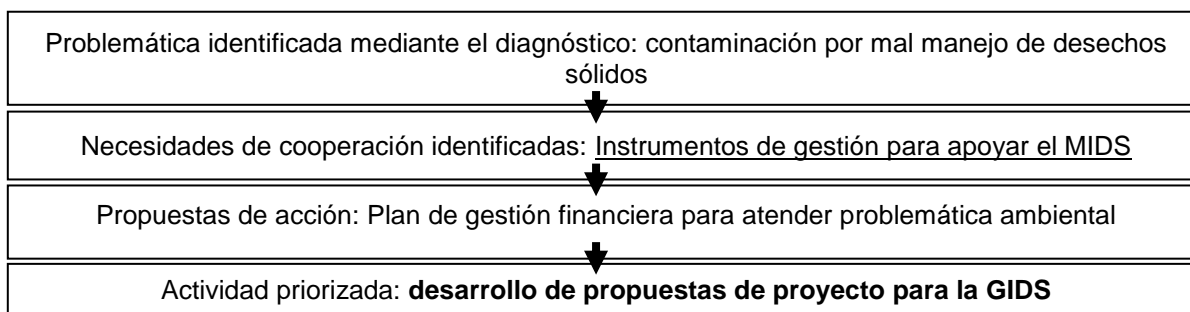 Problemática identificada mediante el diagnóstico: contaminación por mal manejo de desechos
sólidos
Necesidades de cooperación identificadas: Instrumentos de gestión para apoyar el MIDS
Propuestas de acción: Plan de gestión financiera para atender problemática ambiental
Actividad priorizada: desarrollo de propuestas de proyecto para la GIDS